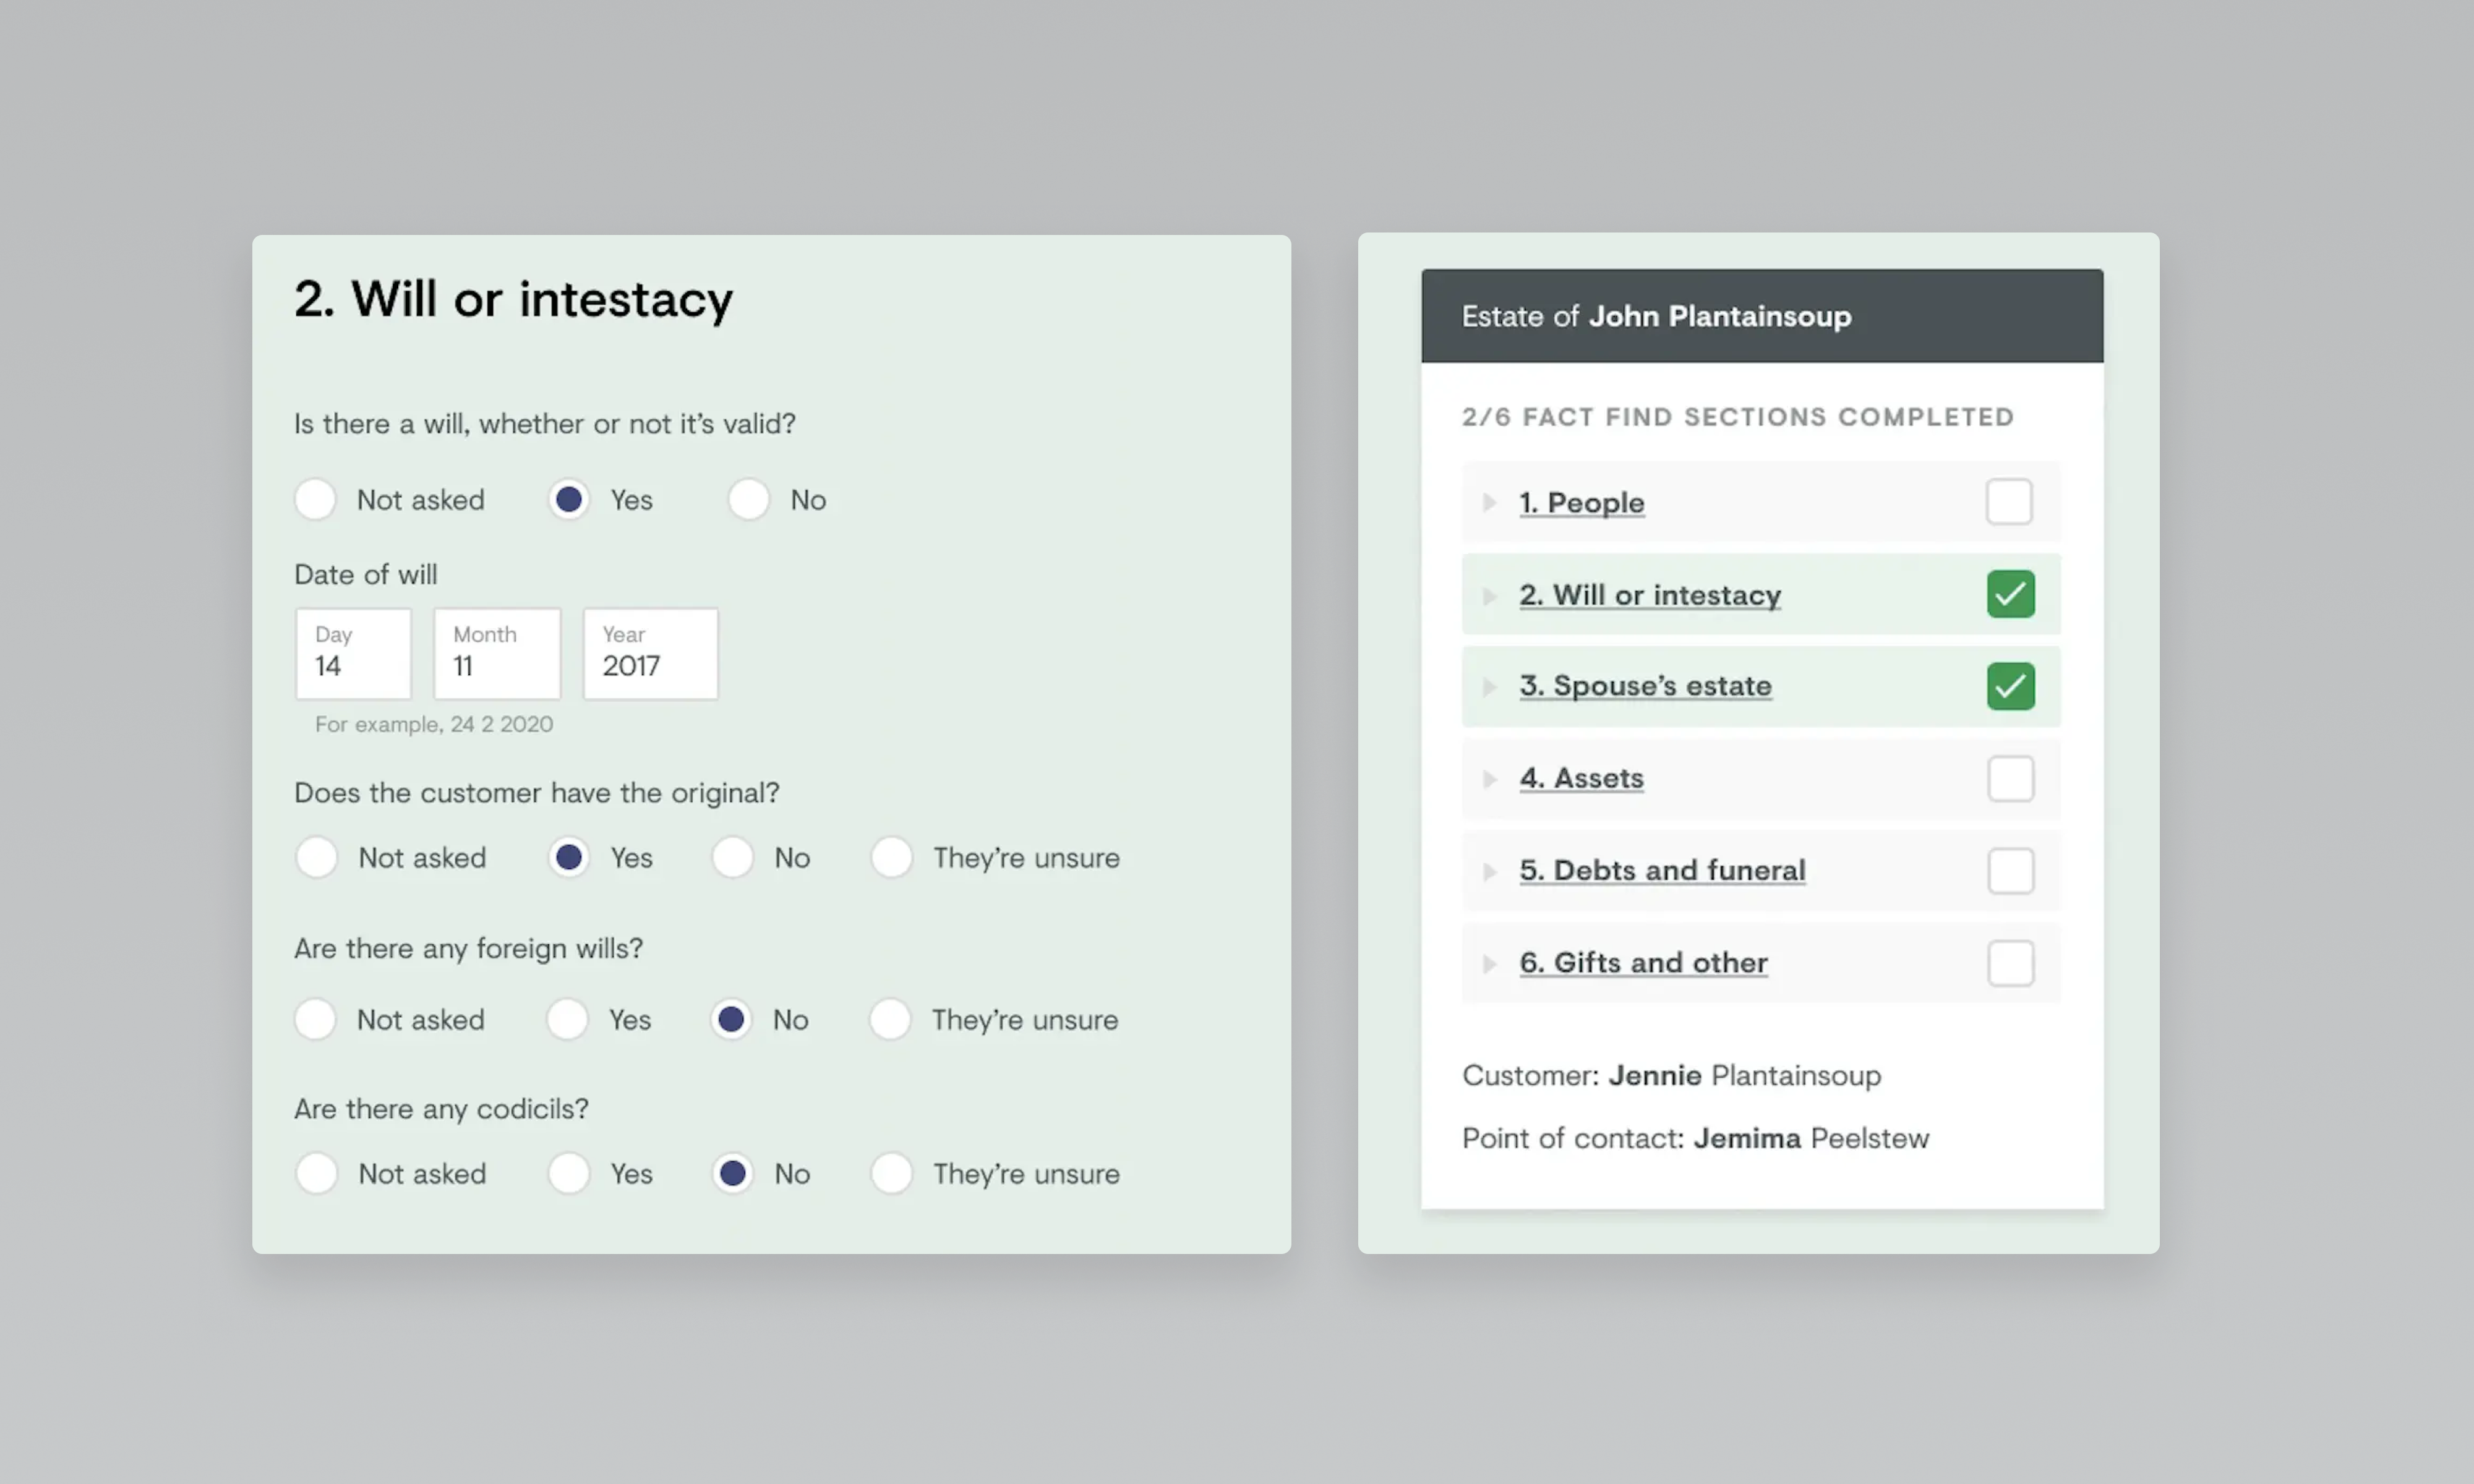 2. Will or intestacy
Is there a will, whether or not it’s valid?
Not asked Yes No
Date of will
Day Month Year
14 11 2017
For example, 24 2 2020
Does the customer have the original?
Not asked Yes No They’re unsure
Are there any foreign wills?
Not asked Yes No They’re unsure
Are there any codicils?
Not asked Yes No They’re unsure
Estate of John Plantainsoup
2/6 FACT FIND SECTIONS COMPLETED
1. People
2. Will or intestacy
3. Spouse’s estate
4. Assets
5. Debts and funeral
6. Gifts and other
Customer: Jennie Plantainsoup
Point of contact: Jemima Peelstew